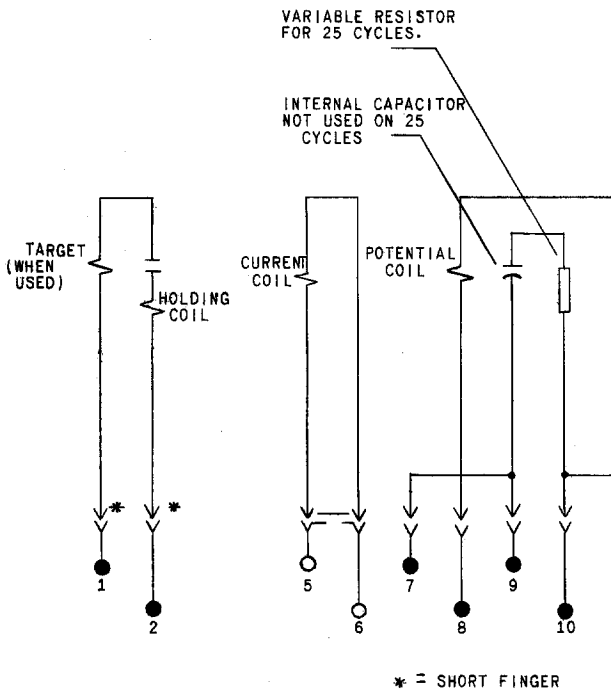 VARIABLE RESISTOR
FOR 25 CYCLES.
INTERNAL CAPACITOR
NOT USED ON 25
CYCLES
TARGET
(WHEN
USED)
HOLDING
COIL
CURRENT
COIL
POTENTIAL
COIL
*
*
1
2
5
6
7
8
9
10
* = SHORT FINGER